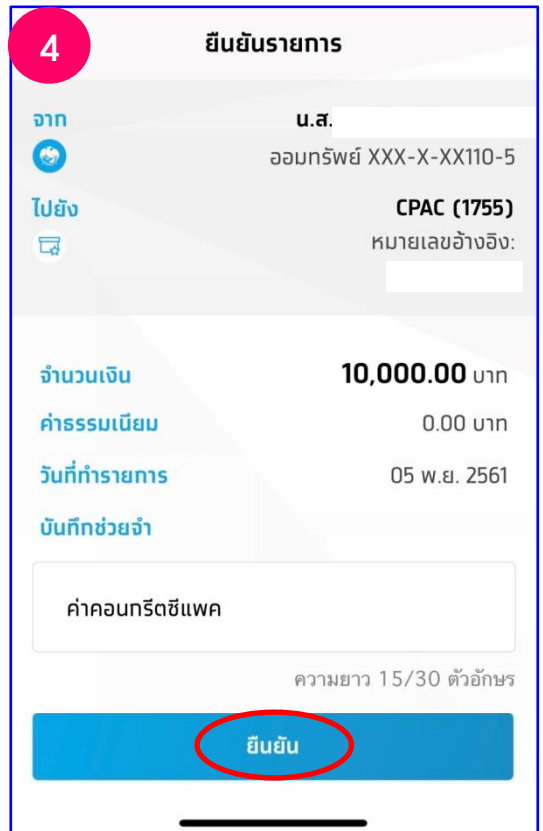 4
ยืนยันรายการ
จาก
น.ส.
ออมทรัพย์ XXX-X-XX110-5
ไปยัง
CPAC (1755)
หมายเลขอ้างอิง:
จำนวนเงิน 10,000.00 บาท
ค่าธรรมเนียม 0.00 บาท
วันที่ทำรายการ 05 พ.ย. 2561
บันทึกช่วยจำ
ค่าคอนกรีตซีแพค
ความยาว 15/30 ตัวอักษร
ยืนยัน